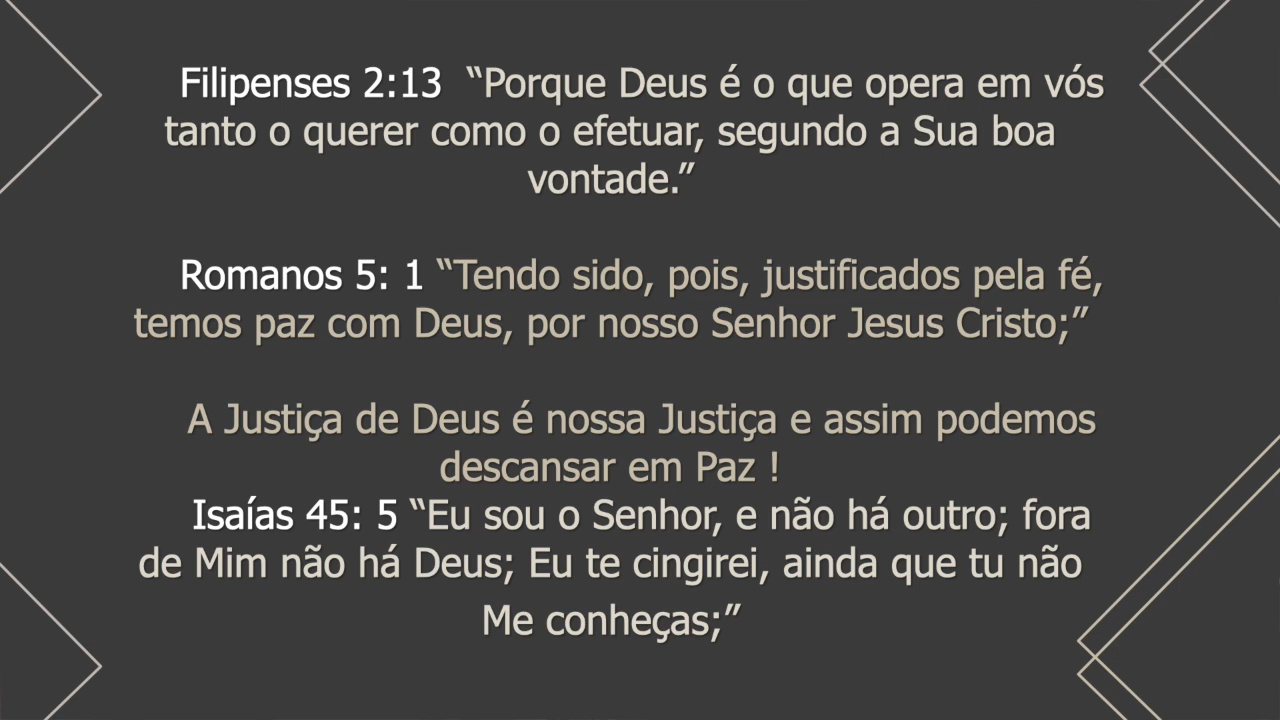 Filipenses 2:13 “Porque Deus é o que opera em vós
tanto o querer como o efetuar, segundo a Sua boa
vontade.”
Romanos 5: 1 “Tendo sido, pois, justificados pela fé,
temos paz com Deus, por nosso Senhor Jesus Cristo;”
A Justiça de Deus é nossa Justiça e assim podemos
descansar em Paz !
Isaías 45: 5 “Eu sou o Senhor, e não há outro; fora
de Mim não há Deus; Eu te cingirei, ainda que tu não
Me conheças;”